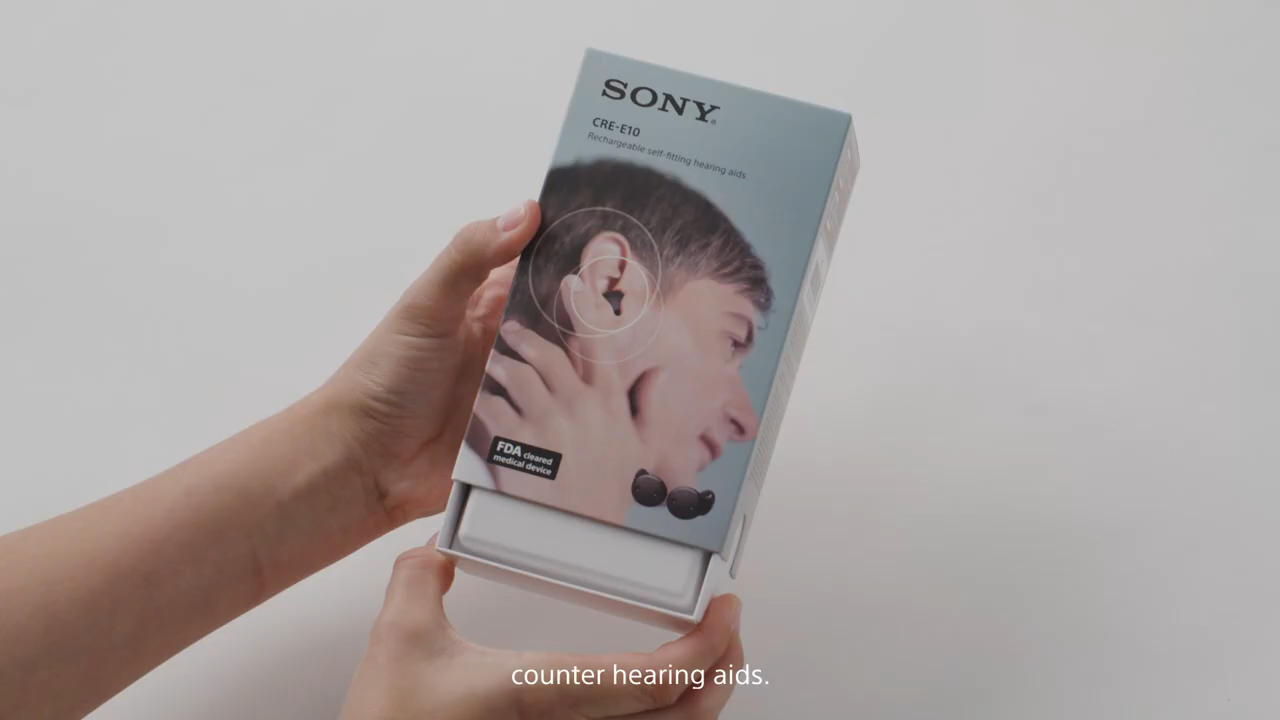 SONY
CRE-E10
Rechargeable self-fitting hearing aids
FDA cleared
medical device
counter hearing aids.